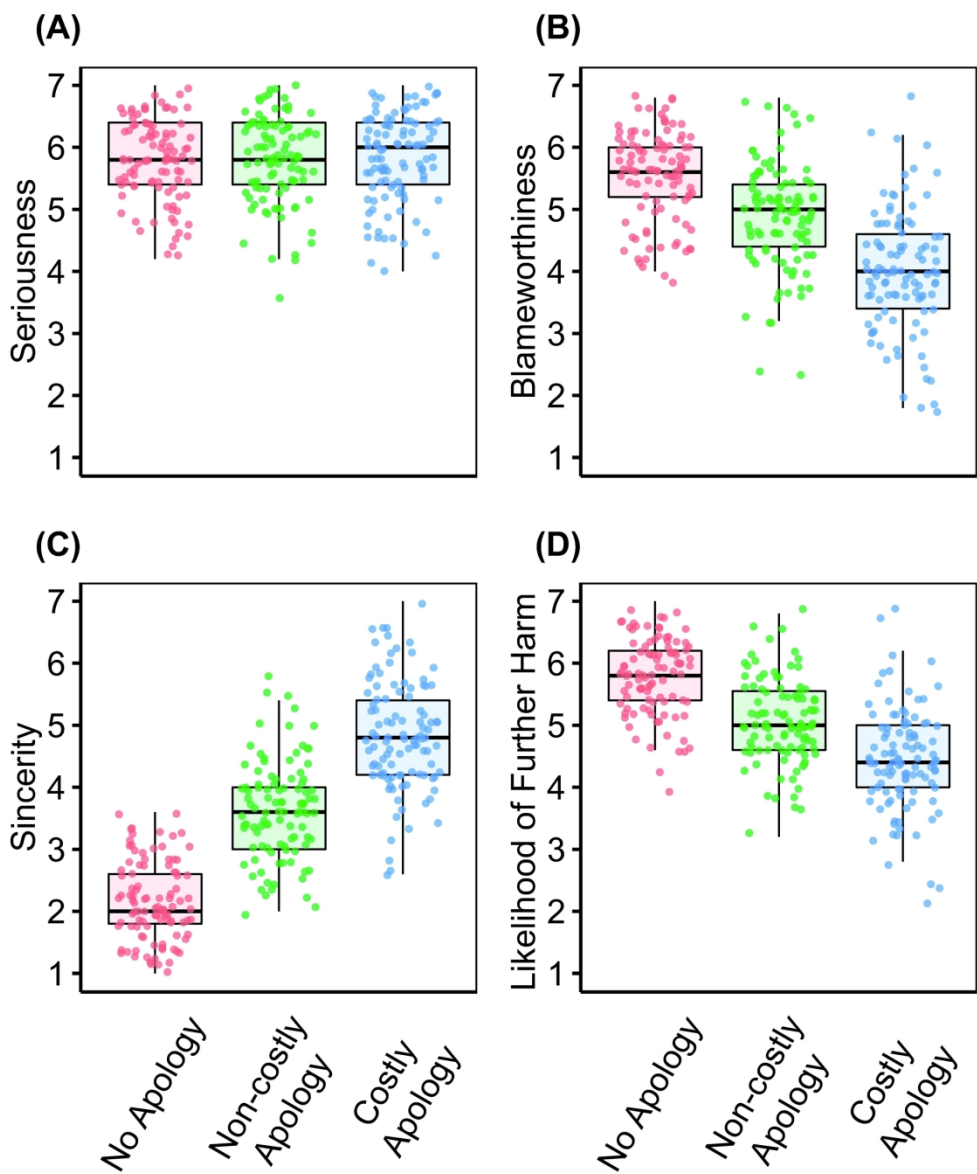 (A)
(B)
7
6
5
4
3
2
1
Seriousness
7
6
5
4
3
2
1
Blameworthiness
(C)
(D)
7
6
5
4
3
2
1
Sincerity
7
6
5
4
3
2
1
Likelihood of Further Harm
No Apology
Non-costly
Apology
Costly
Apology
No Apology
Non-costly
Apology
Costly
Apology